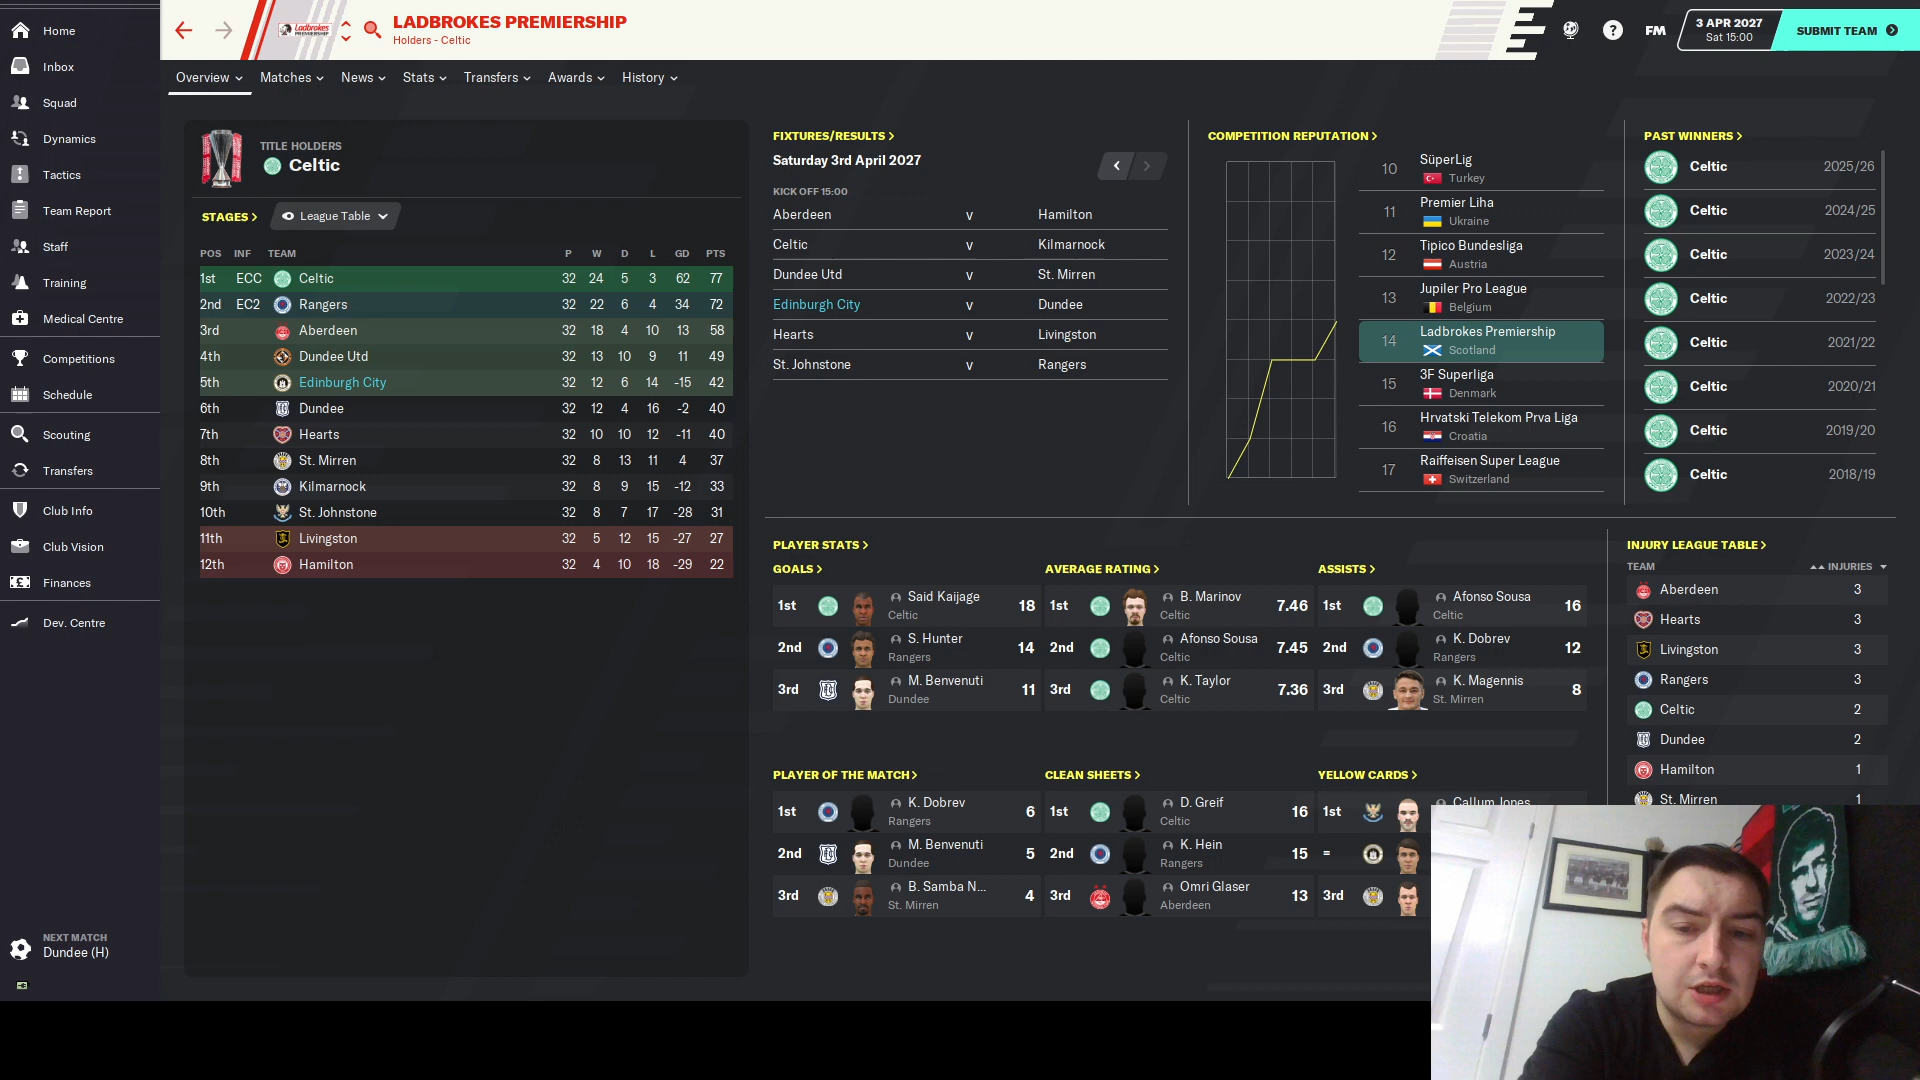 Home
Inbox
Squad
Dynamics
Tactics
Team Report
Staff
Training
Medical Centre
Competitions
Schedule
Scouting
Transfers
Club Info
Club Vision
Finances
Dev. Centre
NEXT MATCH
Dundee (H)
Ladbrokes
PREMIERSHIP
LADBROKES PREMIERSHIP
Holders - Celtic
?
FM
3 APR 2027
Sat 15:00
SUBMIT TEAM
Overview Matches News Stats Transfers Awards History
TITLE HOLDERS
Celtic
STAGES >
League Table
POS INF TEAM P W D L GD PTS
1st ECC Celtic 32 24 5 3 62 77
2nd EC2 Rangers 32 22 6 4 34 72
3rd Aberdeen 32 18 4 10 13 58
4th Dundee Utd 32 13 10 9 11 49
5th Edinburgh City 32 12 6 14 -15 42
6th Dundee 32 12 4 16 -2 40
7th Hearts 32 10 10 12 -11 40
8th St. Mirren 32 8 13 11 4 37
9th Kilmarnock 32 8 9 15 -12 33
10th St. Johnstone 32 8 7 17 -28 31
11th Livingston 32 5 12 15 -27 27
12th Hamilton 32 4 10 18 -29 22
FIXTURES/RESULTS >
Saturday 3rd April 2027
KICK OFF 15:00
Aberdeen v Hamilton
Celtic v Kilmarnock
Dundee Utd v St. Mirren
Edinburgh City v Dundee
Hearts v Livingston
St. Johnstone v Rangers
COMPETITION REPUTATION >
10 SüperLig
Turkey
11 Premier Liha
Ukraine
12 Tipico Bundesliga
Austria
13 Jupiler Pro League
Belgium
14 Ladbrokes Premiership
Scotland
15 3F Superliga
Denmark
16 Hrvatski Telekom Prva Liga
Croatia
17 Raiffeisen Super League
Switzerland
PAST WINNERS >
Celtic 2025/26
Celtic 2024/25
Celtic 2023/24
Celtic 2022/23
Celtic 2021/22
Celtic 2020/21
Celtic 2019/20
Celtic 2018/19
PLAYER STATS >
GOALS >
1st Said Kaijage 18
Celtic
2nd S. Hunter 14
Rangers
3rd M. Benvenuti 11
Dundee
AVERAGE RATING >
1st B. Marinov 7.46
Celtic
2nd Afonso Sousa 7.45
Celtic
3rd K. Taylor 7.36
Celtic
ASSISTS >
1st Afonso Sousa 16
Celtic
2nd K. Dobrev 12
Rangers
3rd K. Magennis 8
St. Mirren
PLAYER OF THE MATCH >
1st K. Dobrev 6
Rangers
2nd M. Benvenuti 5
Dundee
3rd B. Samba N... 4
St. Mirren
CLEAN SHEETS >
1st D. Greif 16
Celtic
2nd K. Hein 15
Rangers
3rd Omri Glaser 13
Aberdeen
YELLOW CARDS >
1st Callum Jones
=
3rd
INJURY LEAGUE TABLE >
TEAM INJURIES
Aberdeen 3
Hearts 3
Livingston 3
Rangers 3
Celtic 2
Dundee 2
Hamilton 1
St. Mirren 1